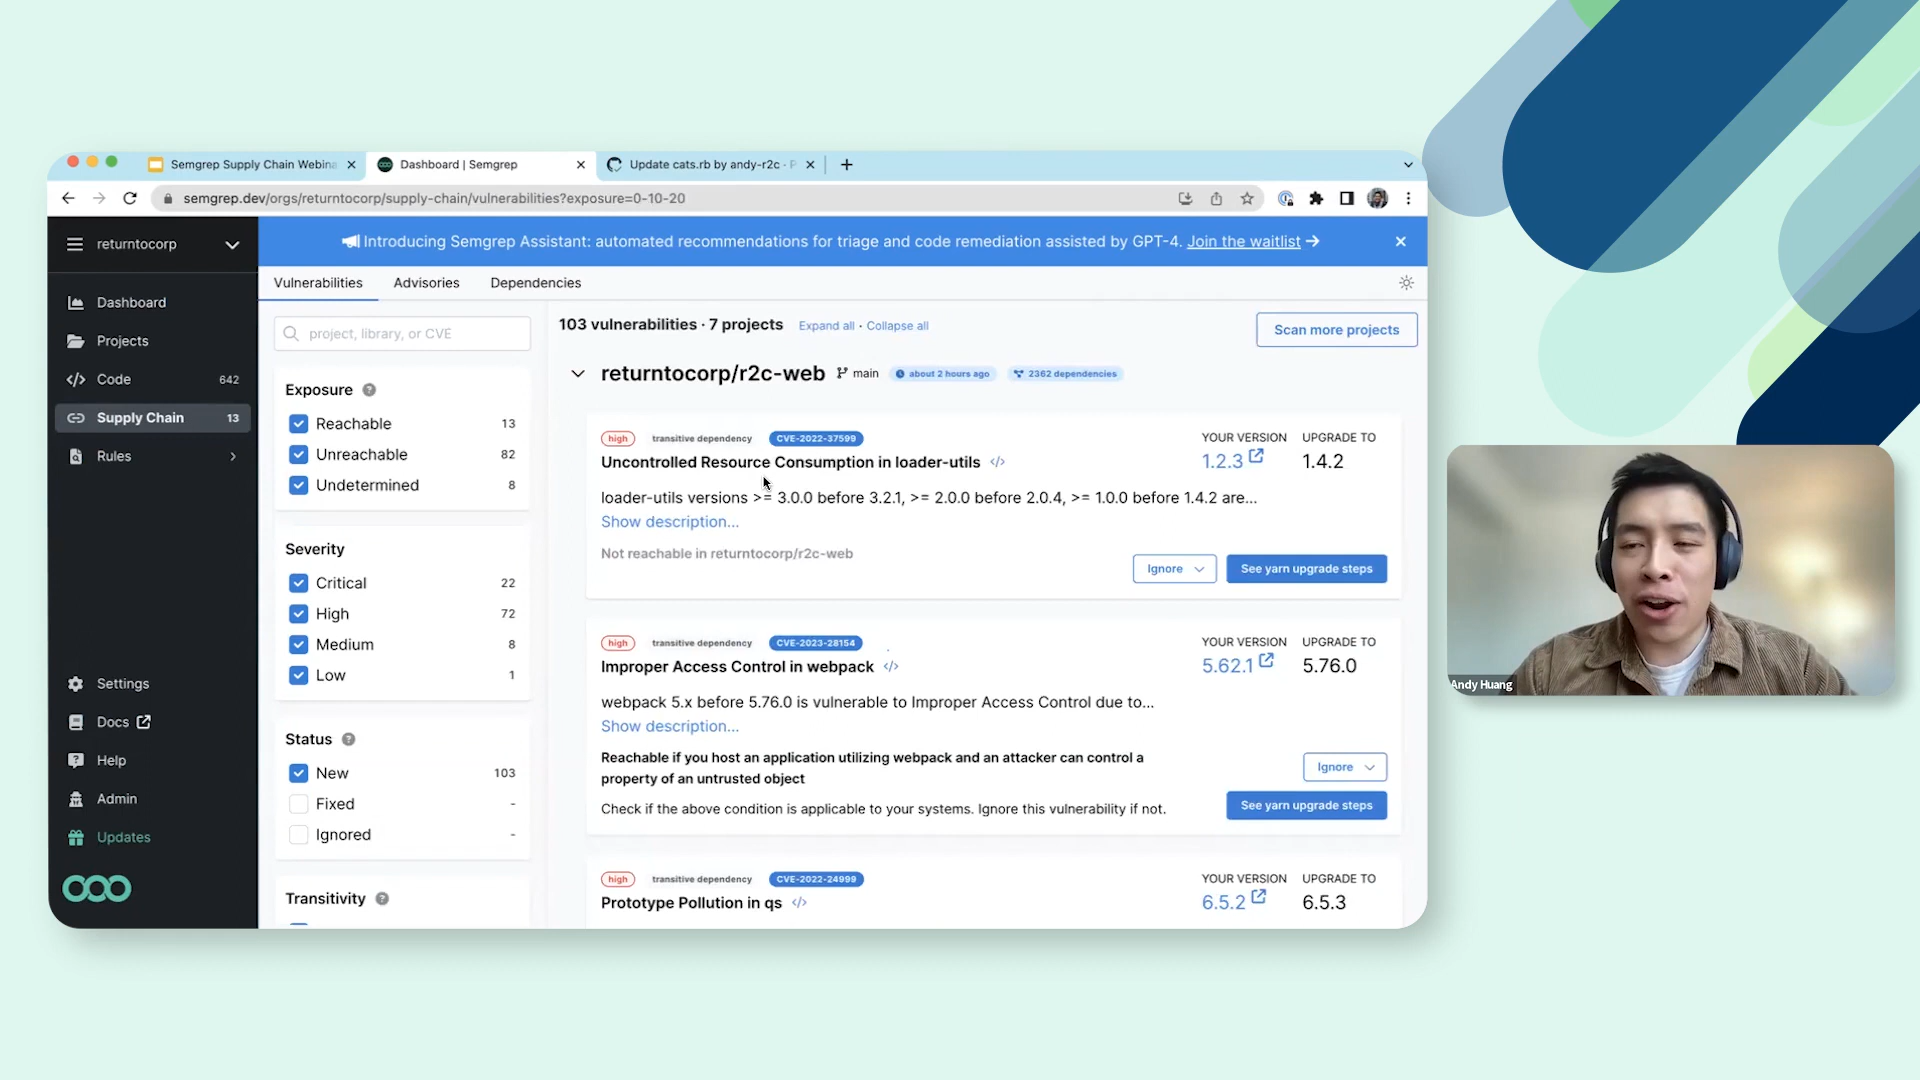 Semgrep Supply Chain Webina
Dashboard | Semgrep
Update cats.rb by andy-r2c · P
semgrep.dev/orgs/returntocorp/supply-chain/vulnerabilities?exposure=0-10-20
returntocorp
Introducing Semgrep Assistant: automated recommendations for triage and code remediation assisted by GPT-4. Join the waitlist →
Dashboard
Projects
Code 642
Supply Chain 13
Rules
Settings
Docs
Help
Admin
Updates
Vulnerabilities Advisories Dependencies
project, library, or CVE
Exposure ?
Reachable 13
Unreachable 82
Undetermined 8
Severity
Critical 22
High 72
Medium 8
Low 1
Status ?
New 103
Fixed -
Ignored -
Transitivity ?
103 vulnerabilities · 7 projects Expand all · Collapse all
Scan more projects
returntocorp/r2c-web main about 2 hours ago 2362 dependencies
high transitive dependency CVE-2022-37599
YOUR VERSION UPGRADE TO
Uncontrolled Resource Consumption in loader-utils </>
1.2.3 1.4.2
loader-utils versions >= 3.0.0 before 3.2.1, >= 2.0.0 before 2.0.4, >= 1.0.0 before 1.4.2 are...
Show description...
Not reachable in returntocorp/r2c-web
Ignore See yarn upgrade steps
high transitive dependency CVE-2023-28154
YOUR VERSION UPGRADE TO
Improper Access Control in webpack </>
5.62.1 5.76.0
webpack 5.x before 5.76.0 is vulnerable to Improper Access Control due to...
Show description...
Reachable if you host an application utilizing webpack and an attacker can control a
property of an untrusted object
Ignore
Check if the above condition is applicable to your systems. Ignore this vulnerability if not.
See yarn upgrade steps
high transitive dependency CVE-2022-24999
YOUR VERSION UPGRADE TO
Prototype Pollution in qs </>
6.5.2 6.5.3
Andy Huang